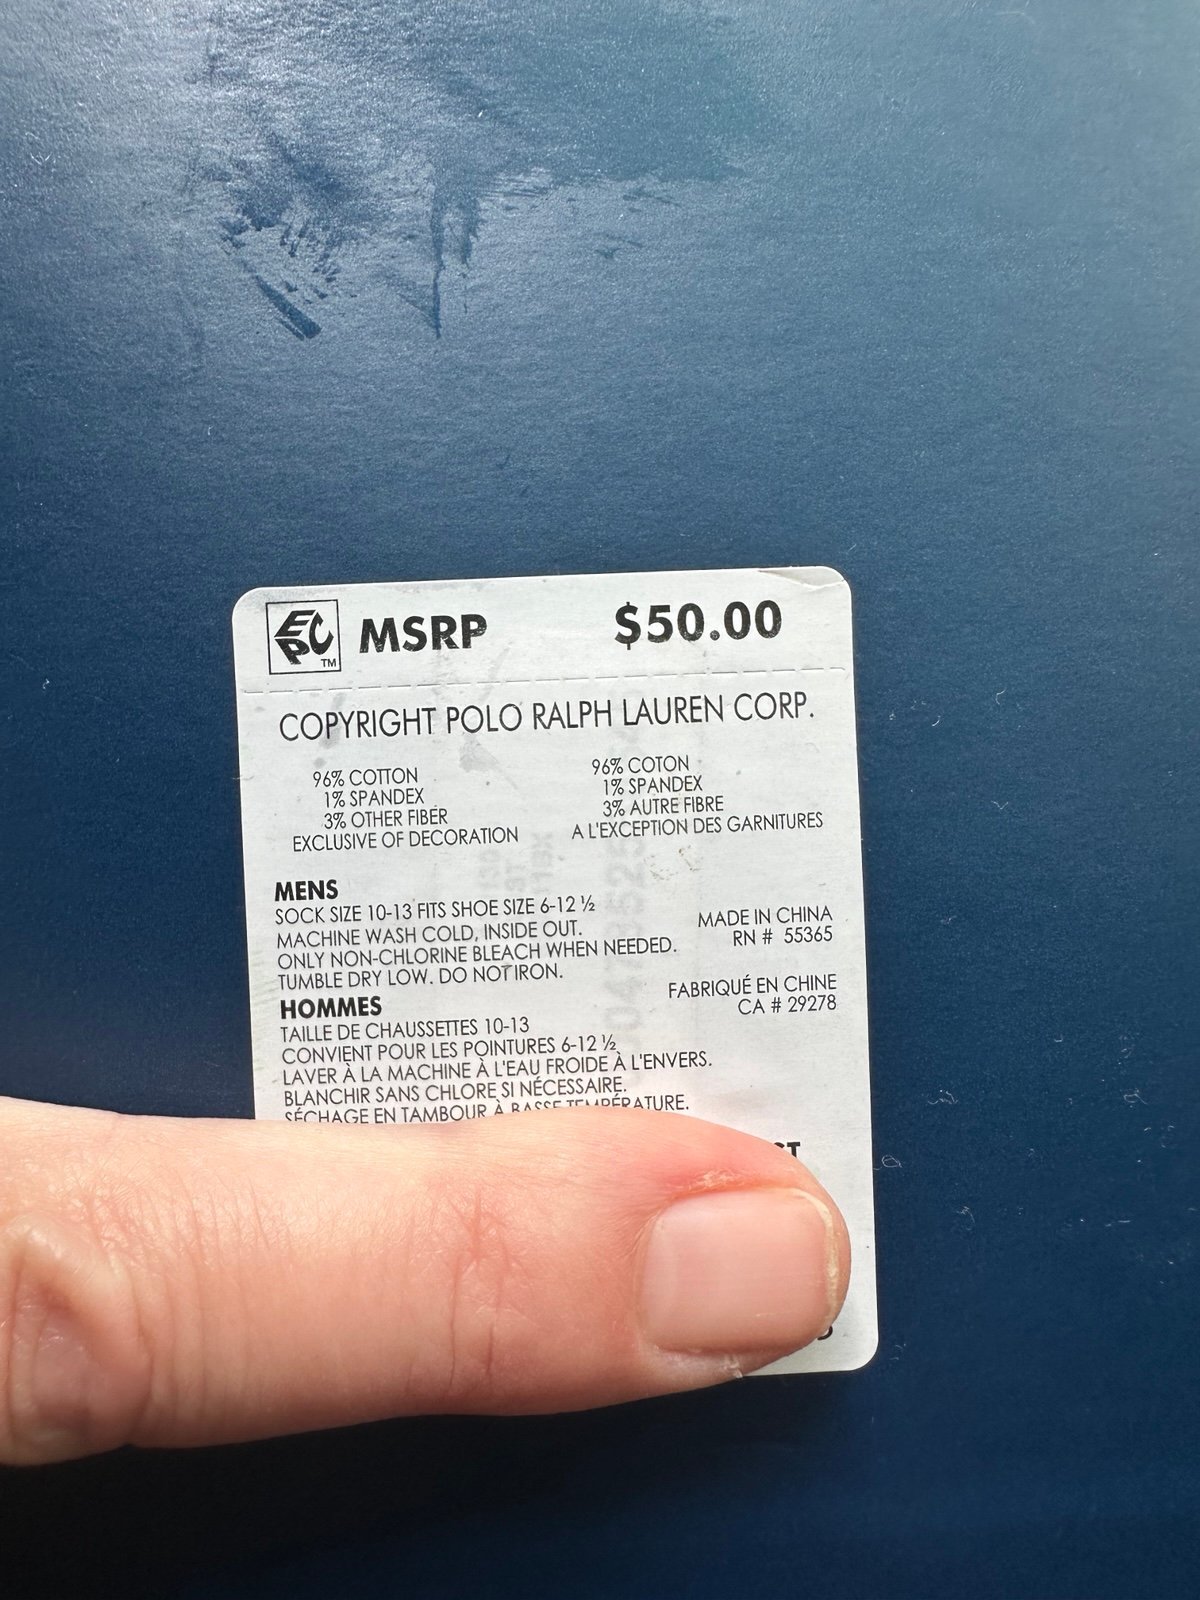 EPC TM MSRP $50.00
COPYRIGHT POLO RALPH LAUREN CORP.
96% COTTON
1% SPANDEX
3% OTHER FIBER
EXCLUSIVE OF DECORATION
96% COTON
1% SPANDEX
3% AUTRE FIBRE
A L'EXCEPTION DES GARNITURES
MENS
SOCK SIZE 10-13 FITS SHOE SIZE 6-12 ½
MACHINE WASH COLD, INSIDE OUT.
ONLY NON-CHLORINE BLEACH WHEN NEEDED.
TUMBLE DRY LOW. DO NOT IRON.
MADE IN CHINA
RN # 55365
FABRIQUÉ EN CHINE
CA # 29278
HOMMES
TAILLE DE CHAUSSETTES 10-13
CONVIENT POUR LES POINTURES 6-12 ½
LAVER À LA MACHINE À L'EAU FROIDE À L'ENVERS.
BLANCHIR SANS CHLORE SI NÉCESSAIRE.
SÉCHAGE EN TAMBOUR À BASSE TEMPÉRATURE.